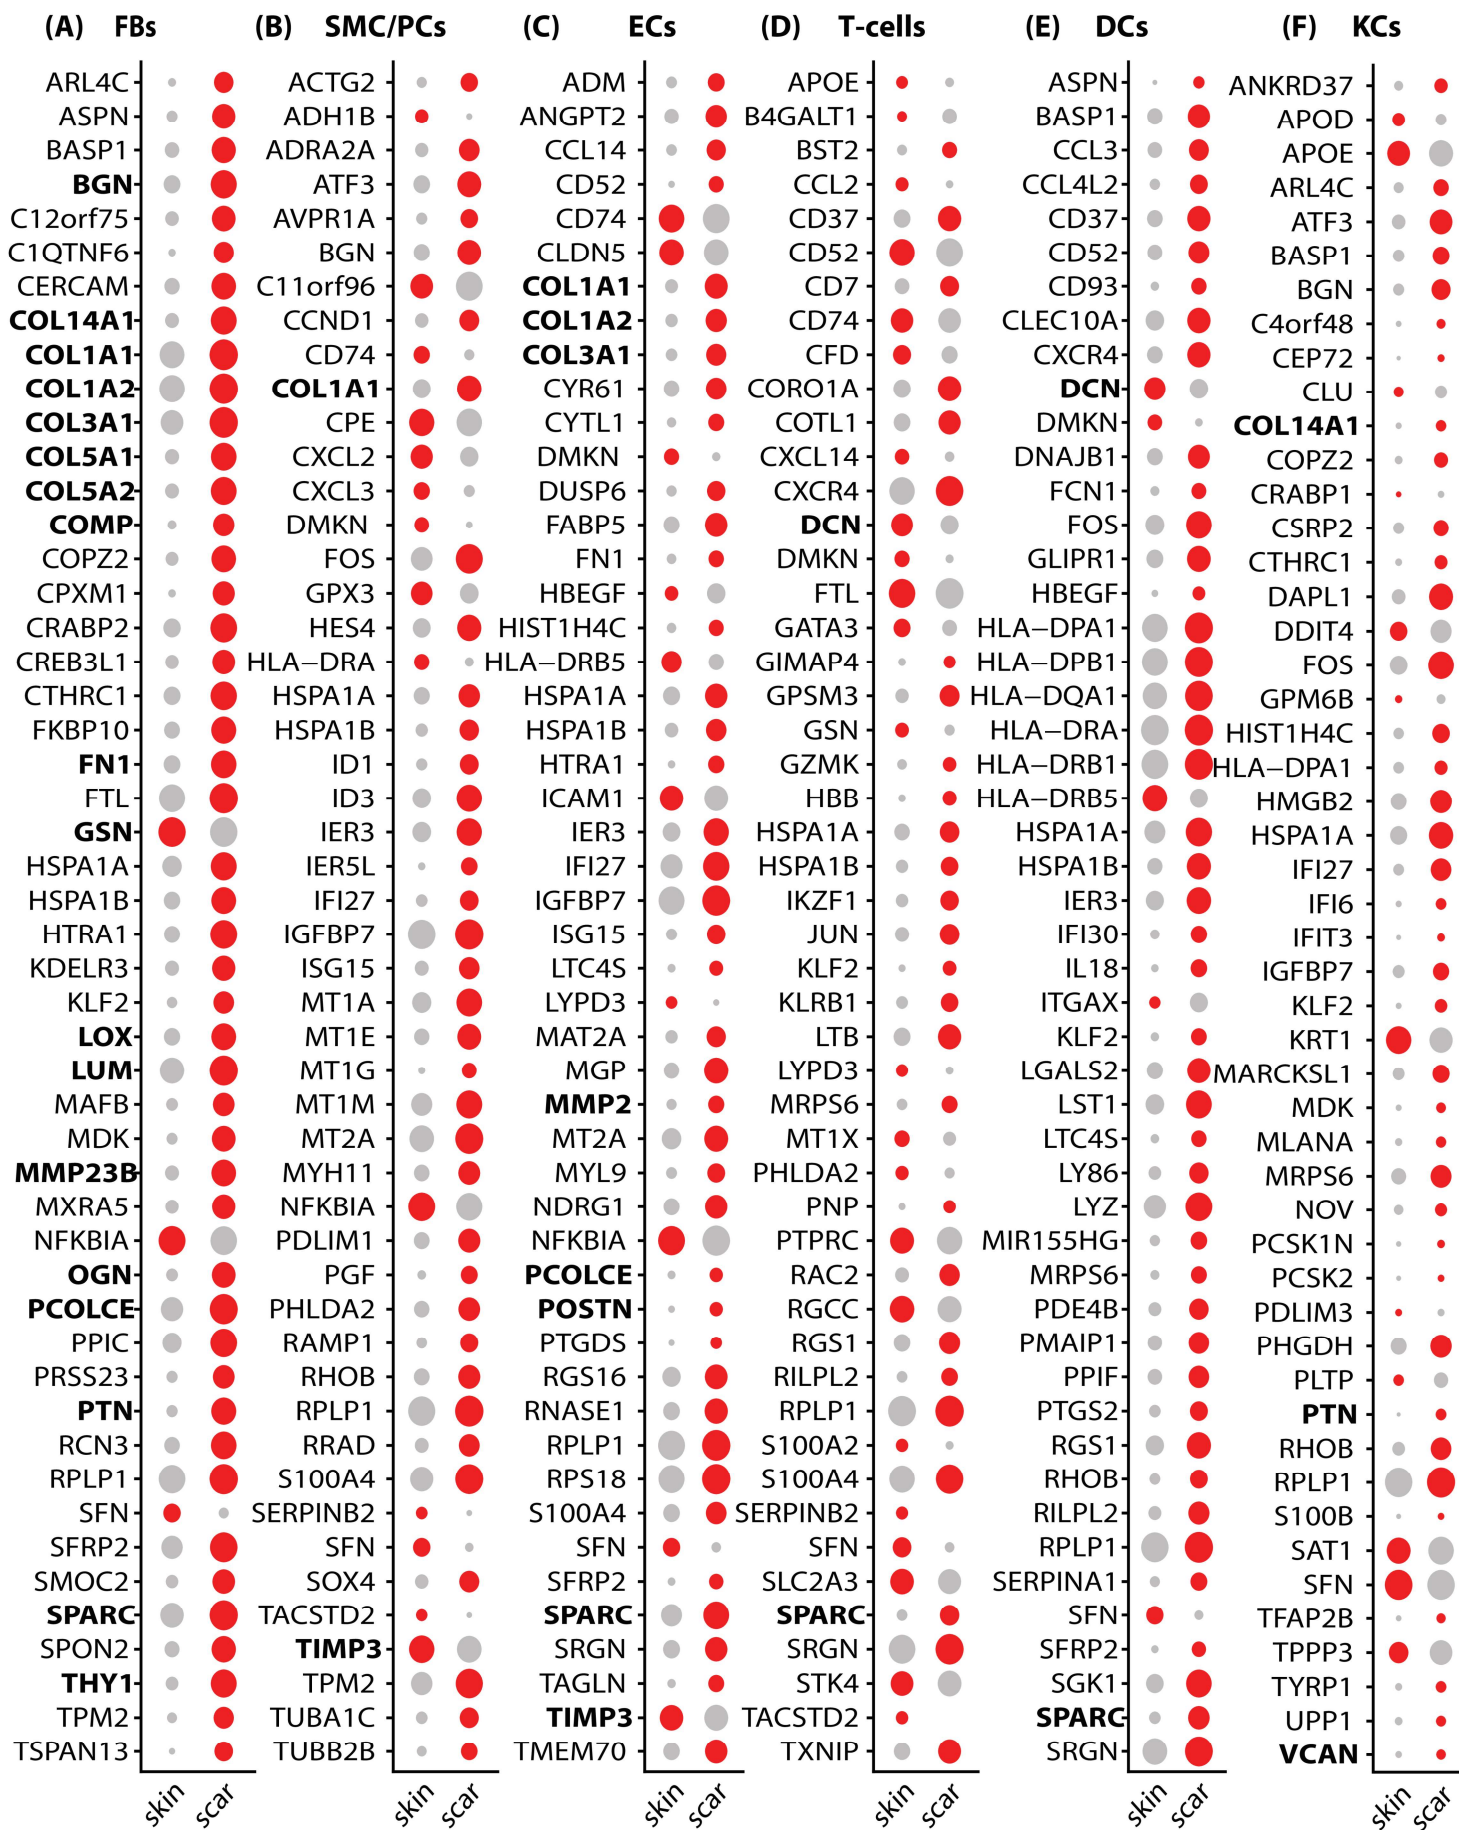 (A) FBs
ARL4C
ASPN
BASP1
BGN
C12orf75
C1QTNF6
CERCAM
COL14A1
COL1A1
COL1A2
COL3A1
COL5A1
COL5A2
COMP
COPZ2
CPXM1
CRABP2
CREB3L1
CTHRC1
FKBP10
FN1
FTL
GSN
HSPA1A
HSPA1B
HTRA1
KDELR3
KLF2
LOX
LUM
MAFB
MDK
MMP23B
MXRA5
NFKBIA
OGN
PCOLCE
PPIC
PRSS23
PTN
RCN3
RPLP1
SFN
SFRP2
SMOC2
SPARC
SPON2
THY1
TPM2
TSPAN13
skin scar
(B) SMC/PCs
ACTG2
ADH1B
ADRA2A
ATF3
AVPR1A
BGN
C11orf96
CCND1
CD74
COL1A1
CPE
CXCL2
CXCL3
DMKN
FOS
GPX3
HES4
HLA−DRA
HSPA1A
HSPA1B
ID1
ID3
IER3
IER5L
IFI27
IGFBP7
ISG15
MT1A
MT1E
MT1G
MT1M
MT2A
MYH11
NFKBIA
PDLIM1
PGF
PHLDA2
RAMP1
RHOB
RPLP1
RRAD
S100A4
SERPINB2
SFN
SOX4
TACSTD2
TIMP3
TPM2
TUBA1C
TUBB2B
skin scar
(C) ECs
ADM
ANGPT2
CCL14
CD52
CD74
CLDN5
COL1A1
COL1A2
COL3A1
CYR61
CYTL1
DMKN
DUSP6
FABP5
FN1
HBEGF
HIST1H4C
HLA−DRB5
HSPA1A
HSPA1B
HTRA1
ICAM1
IER3
IFI27
IGFBP7
ISG15
LTC4S
LYPD3
MAT2A
MGP
MMP2
MT2A
MYL9
NDRG1
NFKBIA
PCOLCE
POSTN
PTGDS
RGS16
RNASE1
RPLP1
RPS18
S100A4
SFN
SFRP2
SPARC
SRGN
TAGLN
TIMP3
TMEM70
skin scar
(D) T-cells
APOE
B4GALT1
BST2
CCL2
CD37
CD52
CD7
CD74
CFD
CORO1A
COTL1
CXCL14
CXCR4
DCN
DMKN
FTL
GATA3
GIMAP4
GPSM3
GSN
GZMK
HBB
HSPA1A
HSPA1B
IKZF1
JUN
KLF2
KLRB1
LTB
LYPD3
MRPS6
MT1X
PHLDA2
PNP
PTPRC
RAC2
RGCC
RGS1
RILPL2
RPLP1
S100A2
S100A4
SERPINB2
SFN
SLC2A3
SPARC
SRGN
STK4
TACSTD2
TXNIP
skin scar
(E) DCs
ASPN
BASP1
CCL3
CCL4L2
CD37
CD52
CD93
CLEC10A
CXCR4
DCN
DMKN
DNAJB1
FCN1
FOS
GLIPR1
HBEGF
HLA−DPA1
HLA−DPB1
HLA−DQA1
HLA−DRA
HLA−DRB1
HLA−DRB5
HSPA1A
HSPA1B
IER3
IFI30
IL18
ITGAX
KLF2
LGALS2
LST1
LTC4S
LY86
LYZ
MIR155HG
MRPS6
PDE4B
PMAIP1
PPIF
PTGS2
RGS1
RHOB
RILPL2
RPLP1
SERPINA1
SFN
SFRP2
SGK1
SPARC
SRGN
skin scar
(F) KCs
ANKRD37
APOD
APOE
ARL4C
ATF3
BASP1
BGN
C4orf48
CEP72
CLU
COL14A1
COPZ2
CRABP1
CSRP2
CTHRC1
DAPL1
DDIT4
FOS
GPM6B
HIST1H4C
HLA−DPA1
HMGB2
HSPA1A
IFI27
IFI6
IFIT3
IGFBP7
KLF2
KRT1
MARCKSL1
MDK
MLANA
MRPS6
NOV
PCSK1N
PCSK2
PDLIM3
PHGDH
PLTP
PTN
RHOB
RPLP1
S100B
SAT1
SFN
TFAP2B
TPPP3
TYRP1
UPP1
VCAN
skin scar